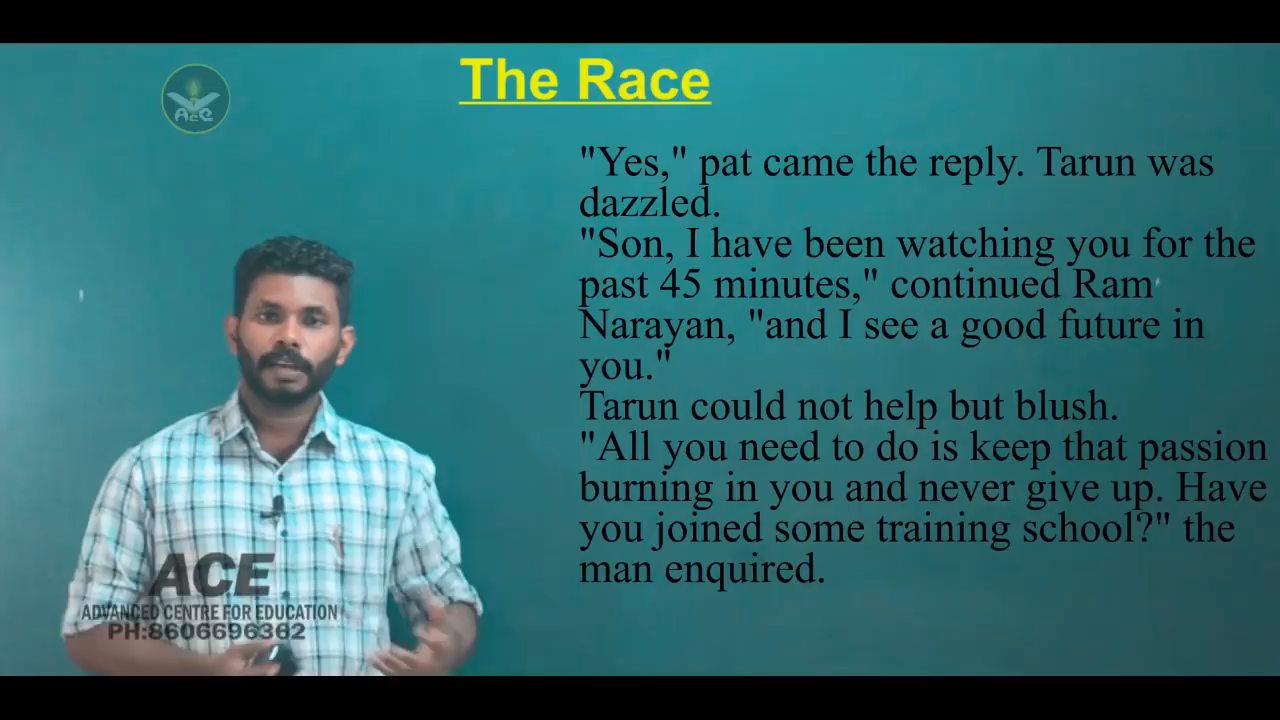 The Race
AcC
"Yes," pat came the reply. Tarun was
dazzled.
"Son, I have been watching you for the
past 45 minutes," continued Ram
Narayan, "and I see a good future in
you."
Tarun could not help but blush.
"All you need to do is keep that passion
burning in you and never give up. Have
you joined some training school?" the
man enquired.
ACE
ADVANCED CENTRE FOR EDUCATION
PH:8606696362